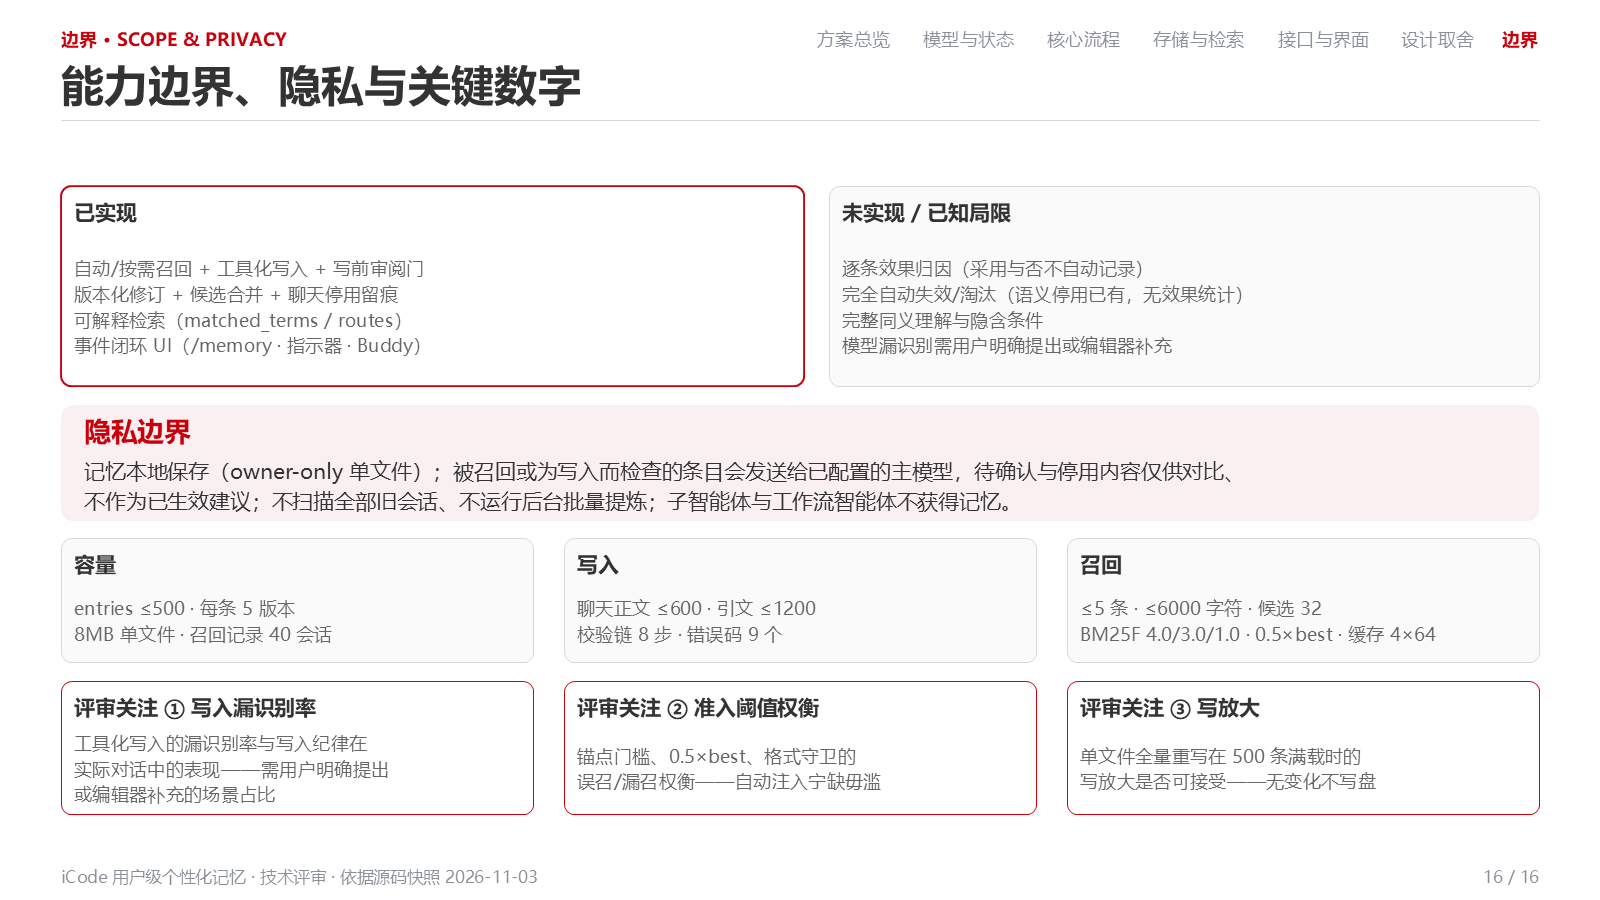 边界 · SCOPE & PRIVACY
方案总览 模型与状态 核心流程 存储与检索 接口与界面 设计取舍 边界
能力边界、隐私与关键数字
已实现
自动/按需召回 + 工具化写入 + 写前审阅门
版本化修订 + 候选合并 + 聊天停用留痕
可解释检索（matched_terms / routes）
事件闭环 UI（/memory · 指示器 · Buddy）
未实现 / 已知局限
逐条效果归因（采用与否不自动记录）
完全自动失效/淘汰（语义停用已有，无效果统计）
完整同义理解与隐含条件
模型漏识别需用户明确提出或编辑器补充
隐私边界
记忆本地保存（owner-only 单文件）；被召回或为写入而检查的条目会发送给已配置的主模型，待确认与停用内容仅供对比、
不作为已生效建议；不扫描全部旧会话、不运行后台批量提炼；子智能体与工作流智能体不获得记忆。
容量
entries ≤500 · 每条 5 版本
8MB 单文件 · 召回记录 40 会话
写入
聊天正文 ≤600 · 引文 ≤1200
校验链 8 步 · 错误码 9 个
召回
≤5 条 · ≤6000 字符 · 候选 32
BM25F 4.0/3.0/1.0 · 0.5×best · 缓存 4×64
评审关注 ① 写入漏识别率
工具化写入的漏识别率与写入纪律在
实际对话中的表现——需用户明确提出
或编辑器补充的场景占比
评审关注 ② 准入阈值权衡
锚点门槛、0.5×best、格式守卫的
误召/漏召权衡——自动注入宁缺毋滥
评审关注 ③ 写放大
单文件全量重写在 500 条满载时的
写放大是否可接受——无变化不写盘
iCode 用户级个性化记忆 · 技术评审 · 依据源码快照 2026-11-03
16 / 16